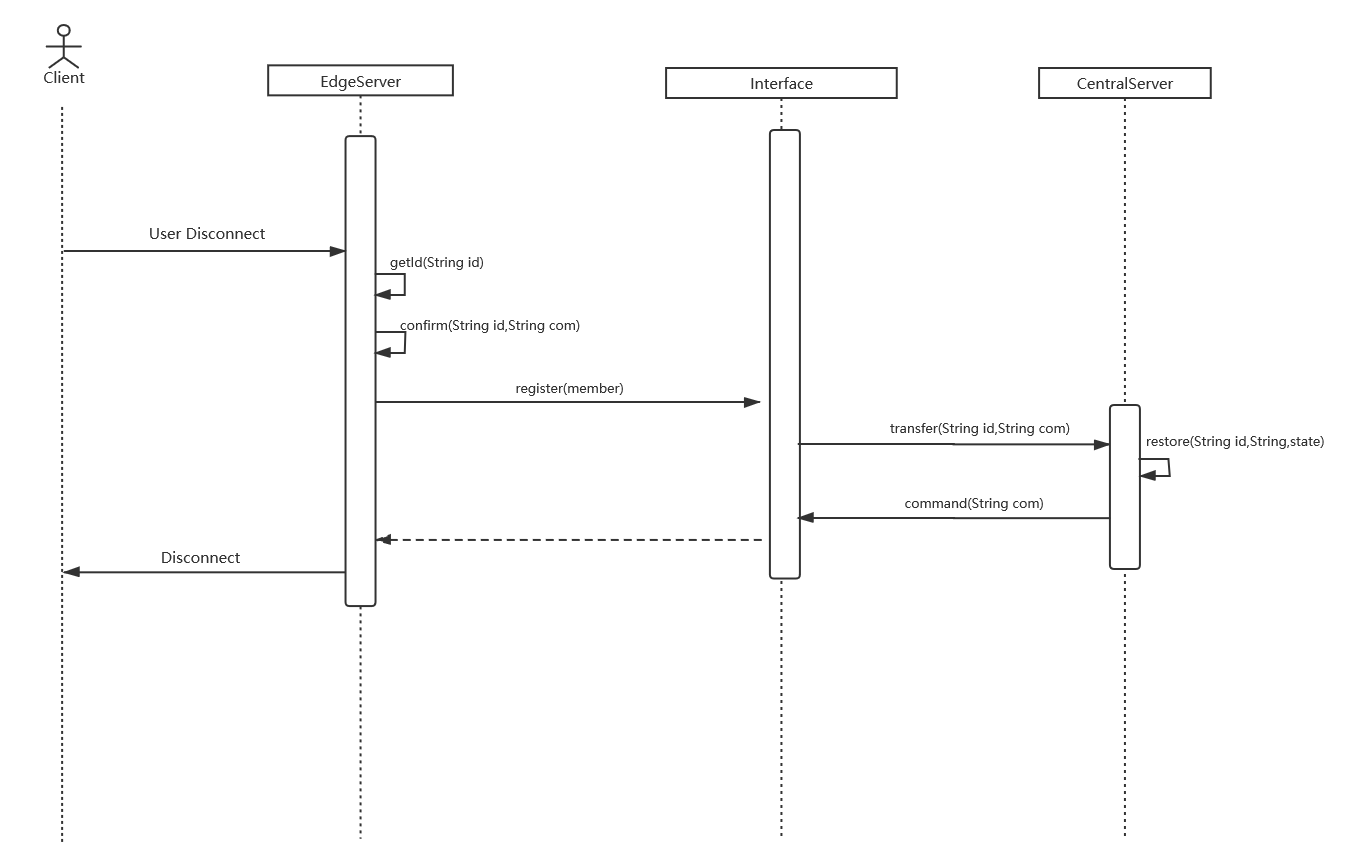 Client
EdgeServer
Interface
CentralServer
User Disconnect
getId(String id)
confirm(String id,String com)
register(member)
transfer(String id,String com)
restore(String id,String,state)
command(String com)
Disconnect